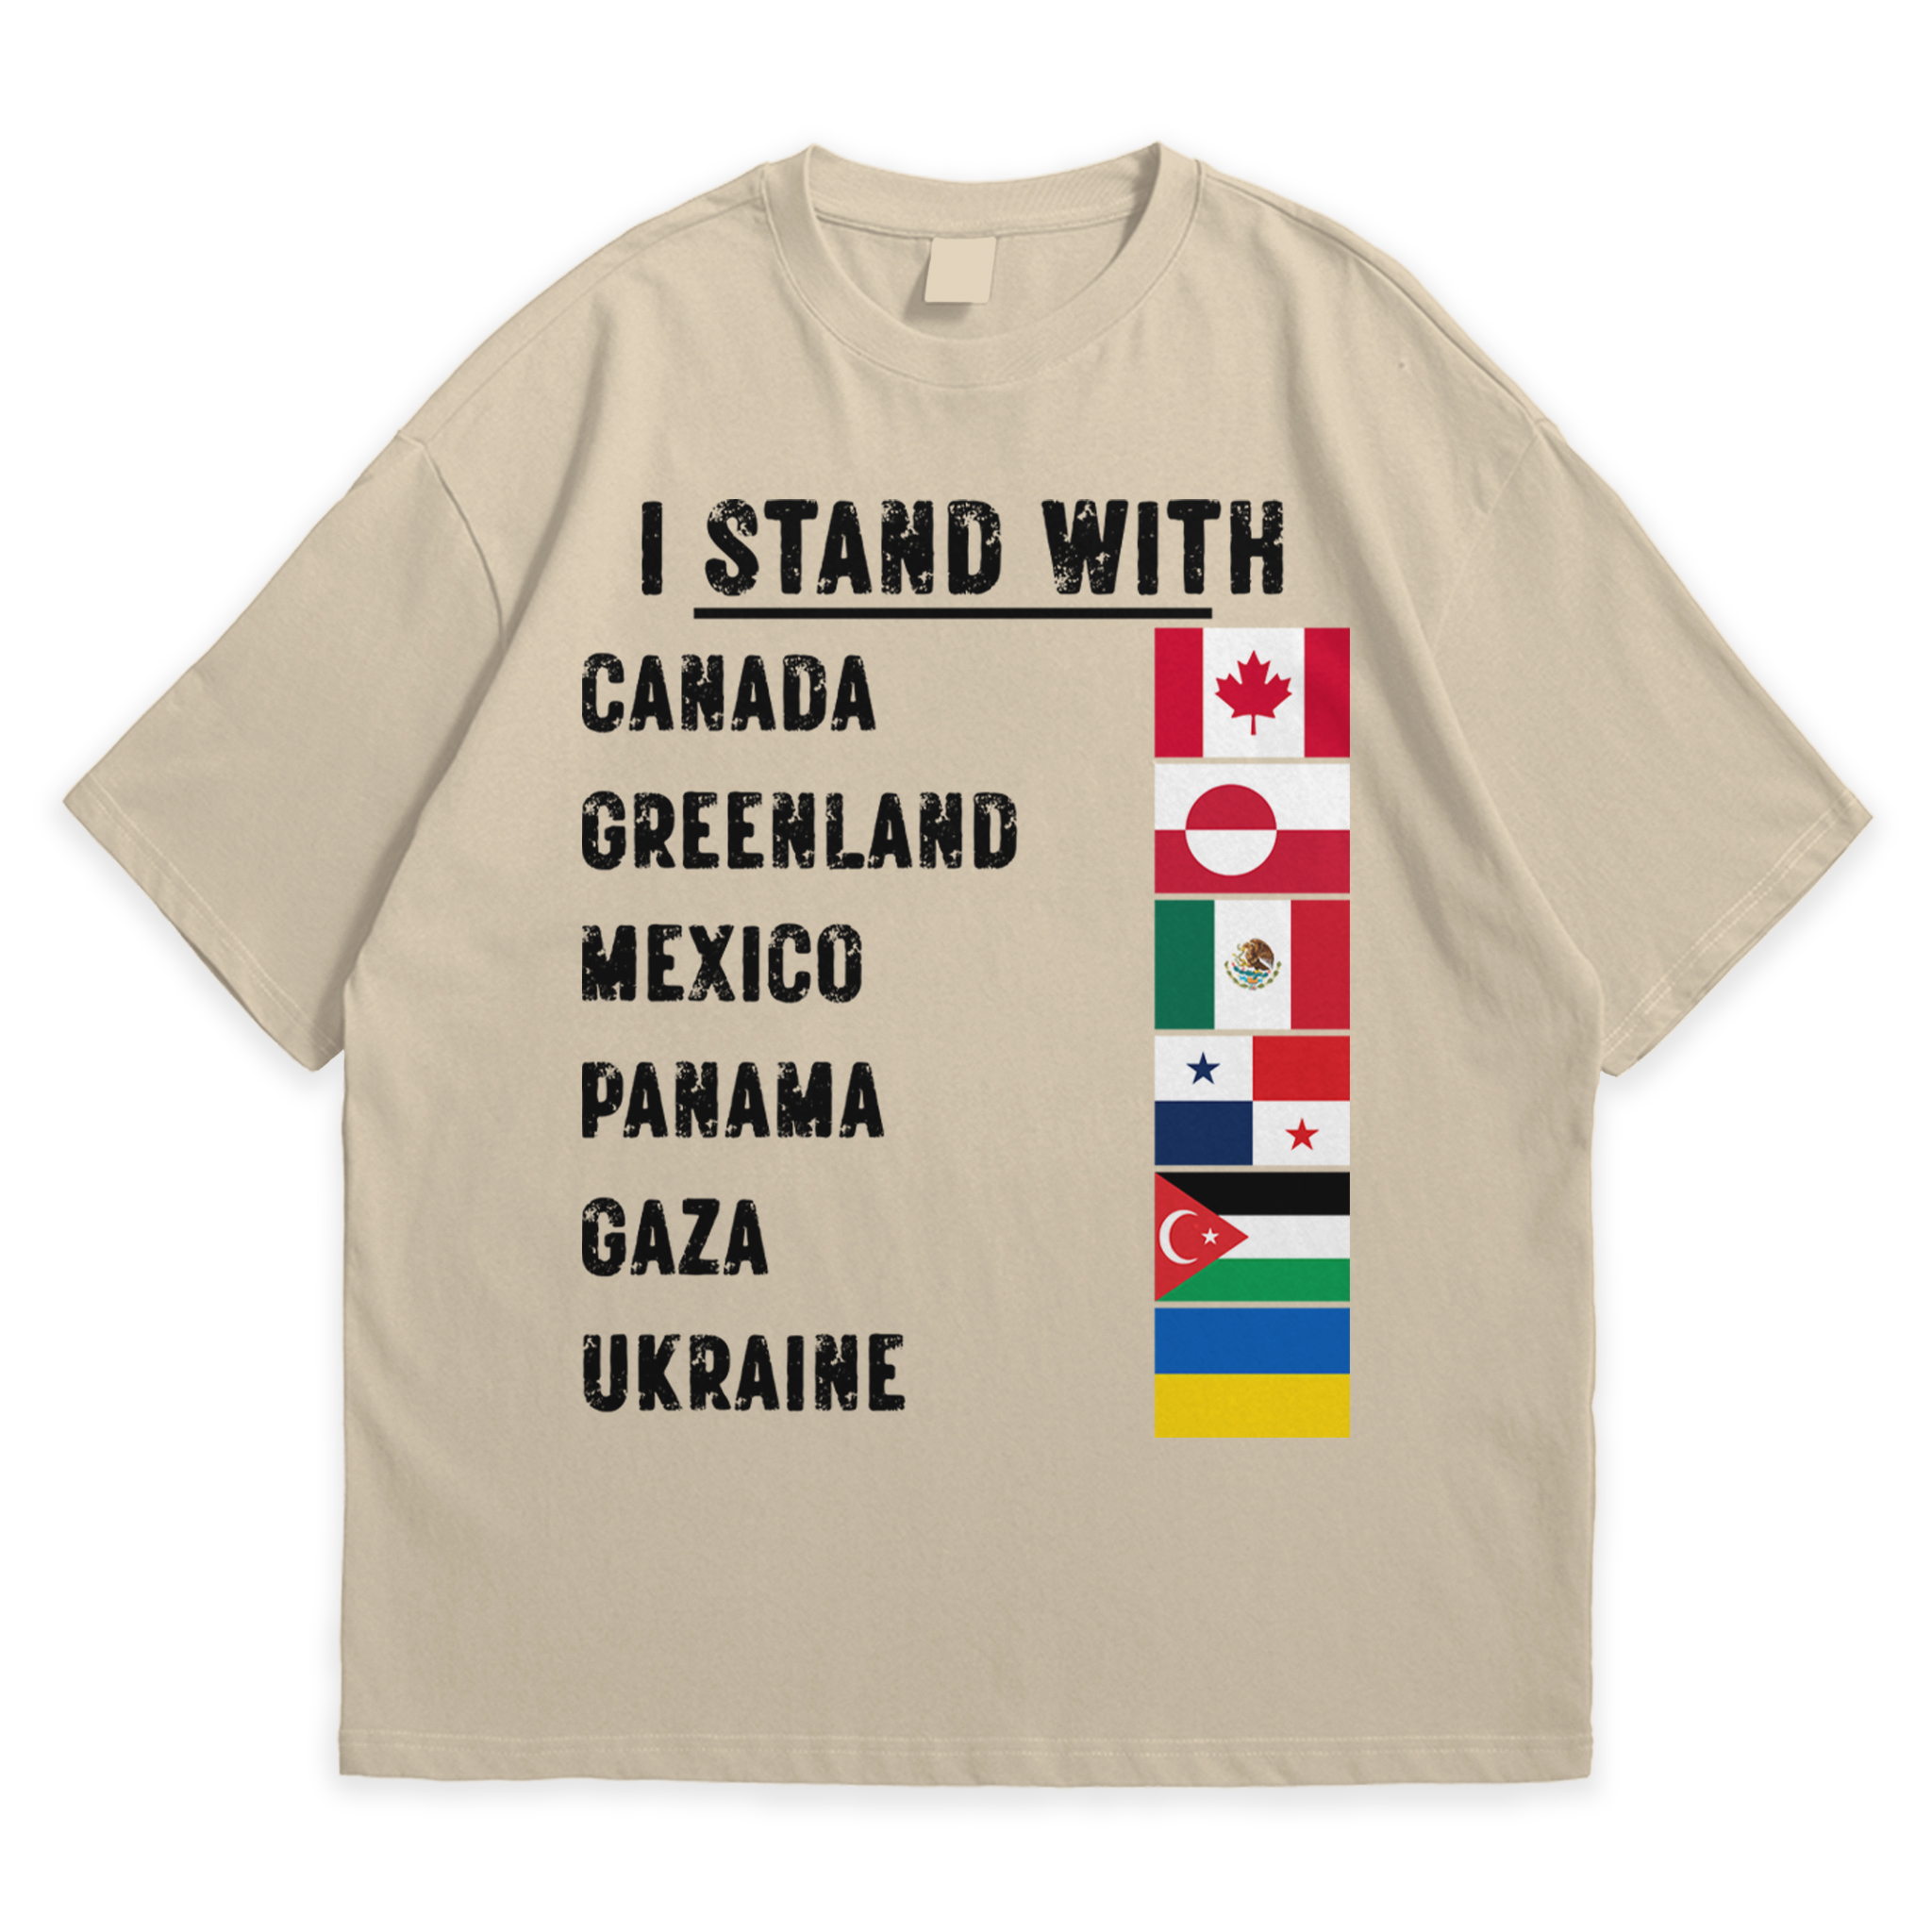 I STAND WITH
CANADA
GREENLAND
MEXICO
PANAMA
GAZA
UKRAINE